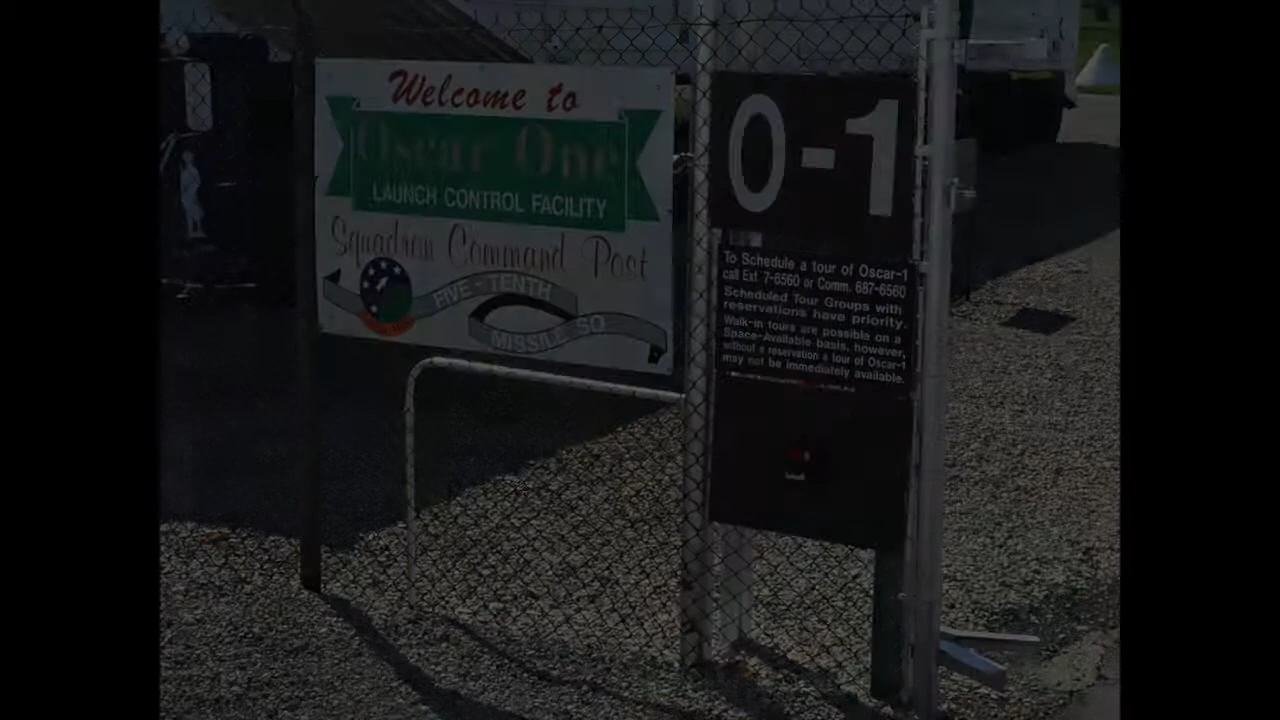 Welcome to
Oscar One
LAUNCH CONTROL FACILITY
Squadron Command Post
FIVE - TENTH
MISSILE SQ
O-1
To Schedule a tour of Oscar-1
call Ext 7-6560 or Comm. 687-6560
Scheduled Tour Groups with
reservations have priority.
Walk-in tours are possible on a
Space-Available basis, however,
without a reservation a tour of Oscar-1
may not be immediately available.